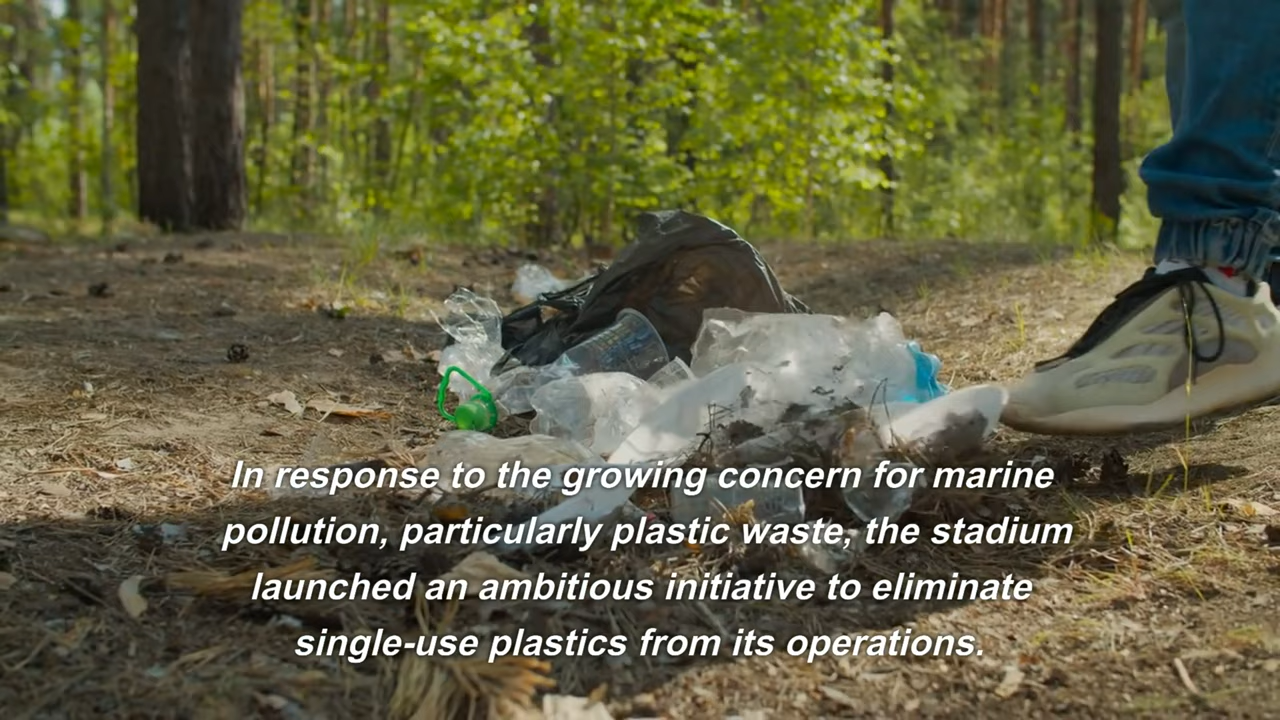 In response to the growing concern for marine
pollution, particularly plastic waste, the stadium
launched an ambitious initiative to eliminate
single-use plastics from its operations.